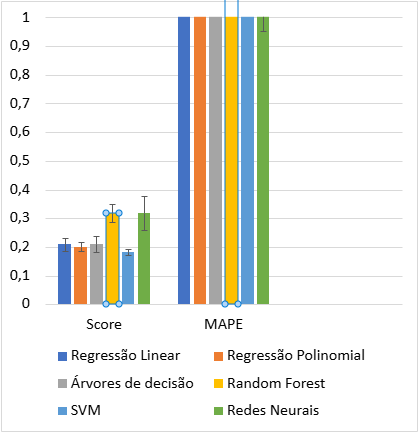 1
0,9
0,8
0,7
0,6
0,5
0,4
0,3
0,2
0,1
0
Score MAPE
Regressão Linear Regressão Polinomial
Árvores de decisão Random Forest
SVM Redes Neurais